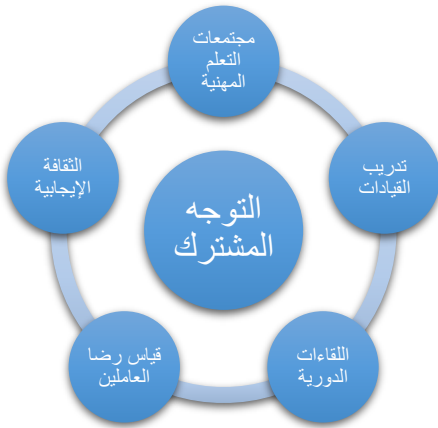 مجتمعات
التعلم
المهنية
تدريب
القيادات
اللقاءات
الدورية
قياس رضا
العاملين
الثقافة
الإيجابية
التوجه
المشترك